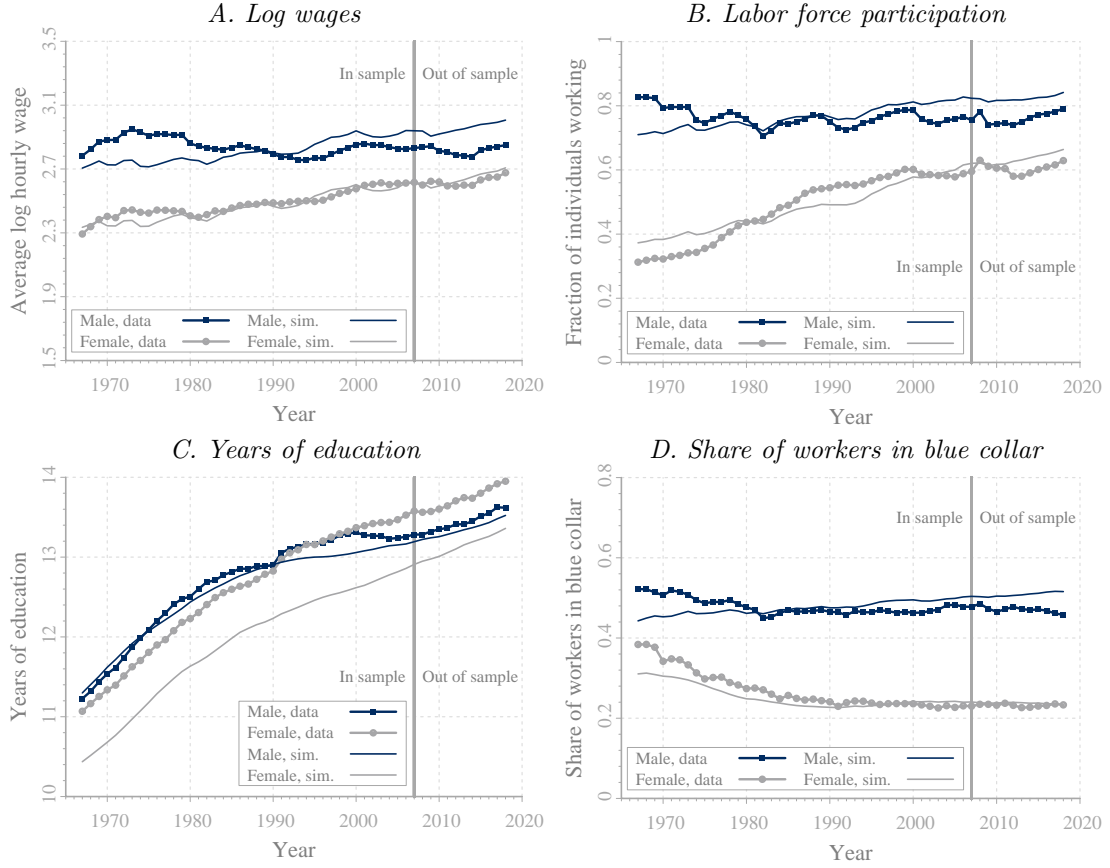 A. Log wages
Average log hourly wage
3.5
3.1
2.7
2.3
1.9
1.5
In sample
Out of sample
Male, data
Male, sim.
Female, data
Female, sim.
1970
1980
1990
2000
2010
2020
Year
B. Labor force participation
Fraction of individuals working
1
0.8
0.6
0.4
0.2
0
In sample
Out of sample
Male, data
Male, sim.
Female, data
Female, sim.
1970
1980
1990
2000
2010
2020
Year
C. Years of education
Years of education
14
13
12
11
10
In sample
Out of sample
Male, data
Female, data
Male, sim.
Female, sim.
1970
1980
1990
2000
2010
2020
Year
D. Share of workers in blue collar
Share of workers in blue collar
0.8
0.6
0.4
0.2
0
In sample
Out of sample
Male, data
Male, sim.
Female, data
Female, sim.
1970
1980
1990
2000
2010
2020
Year